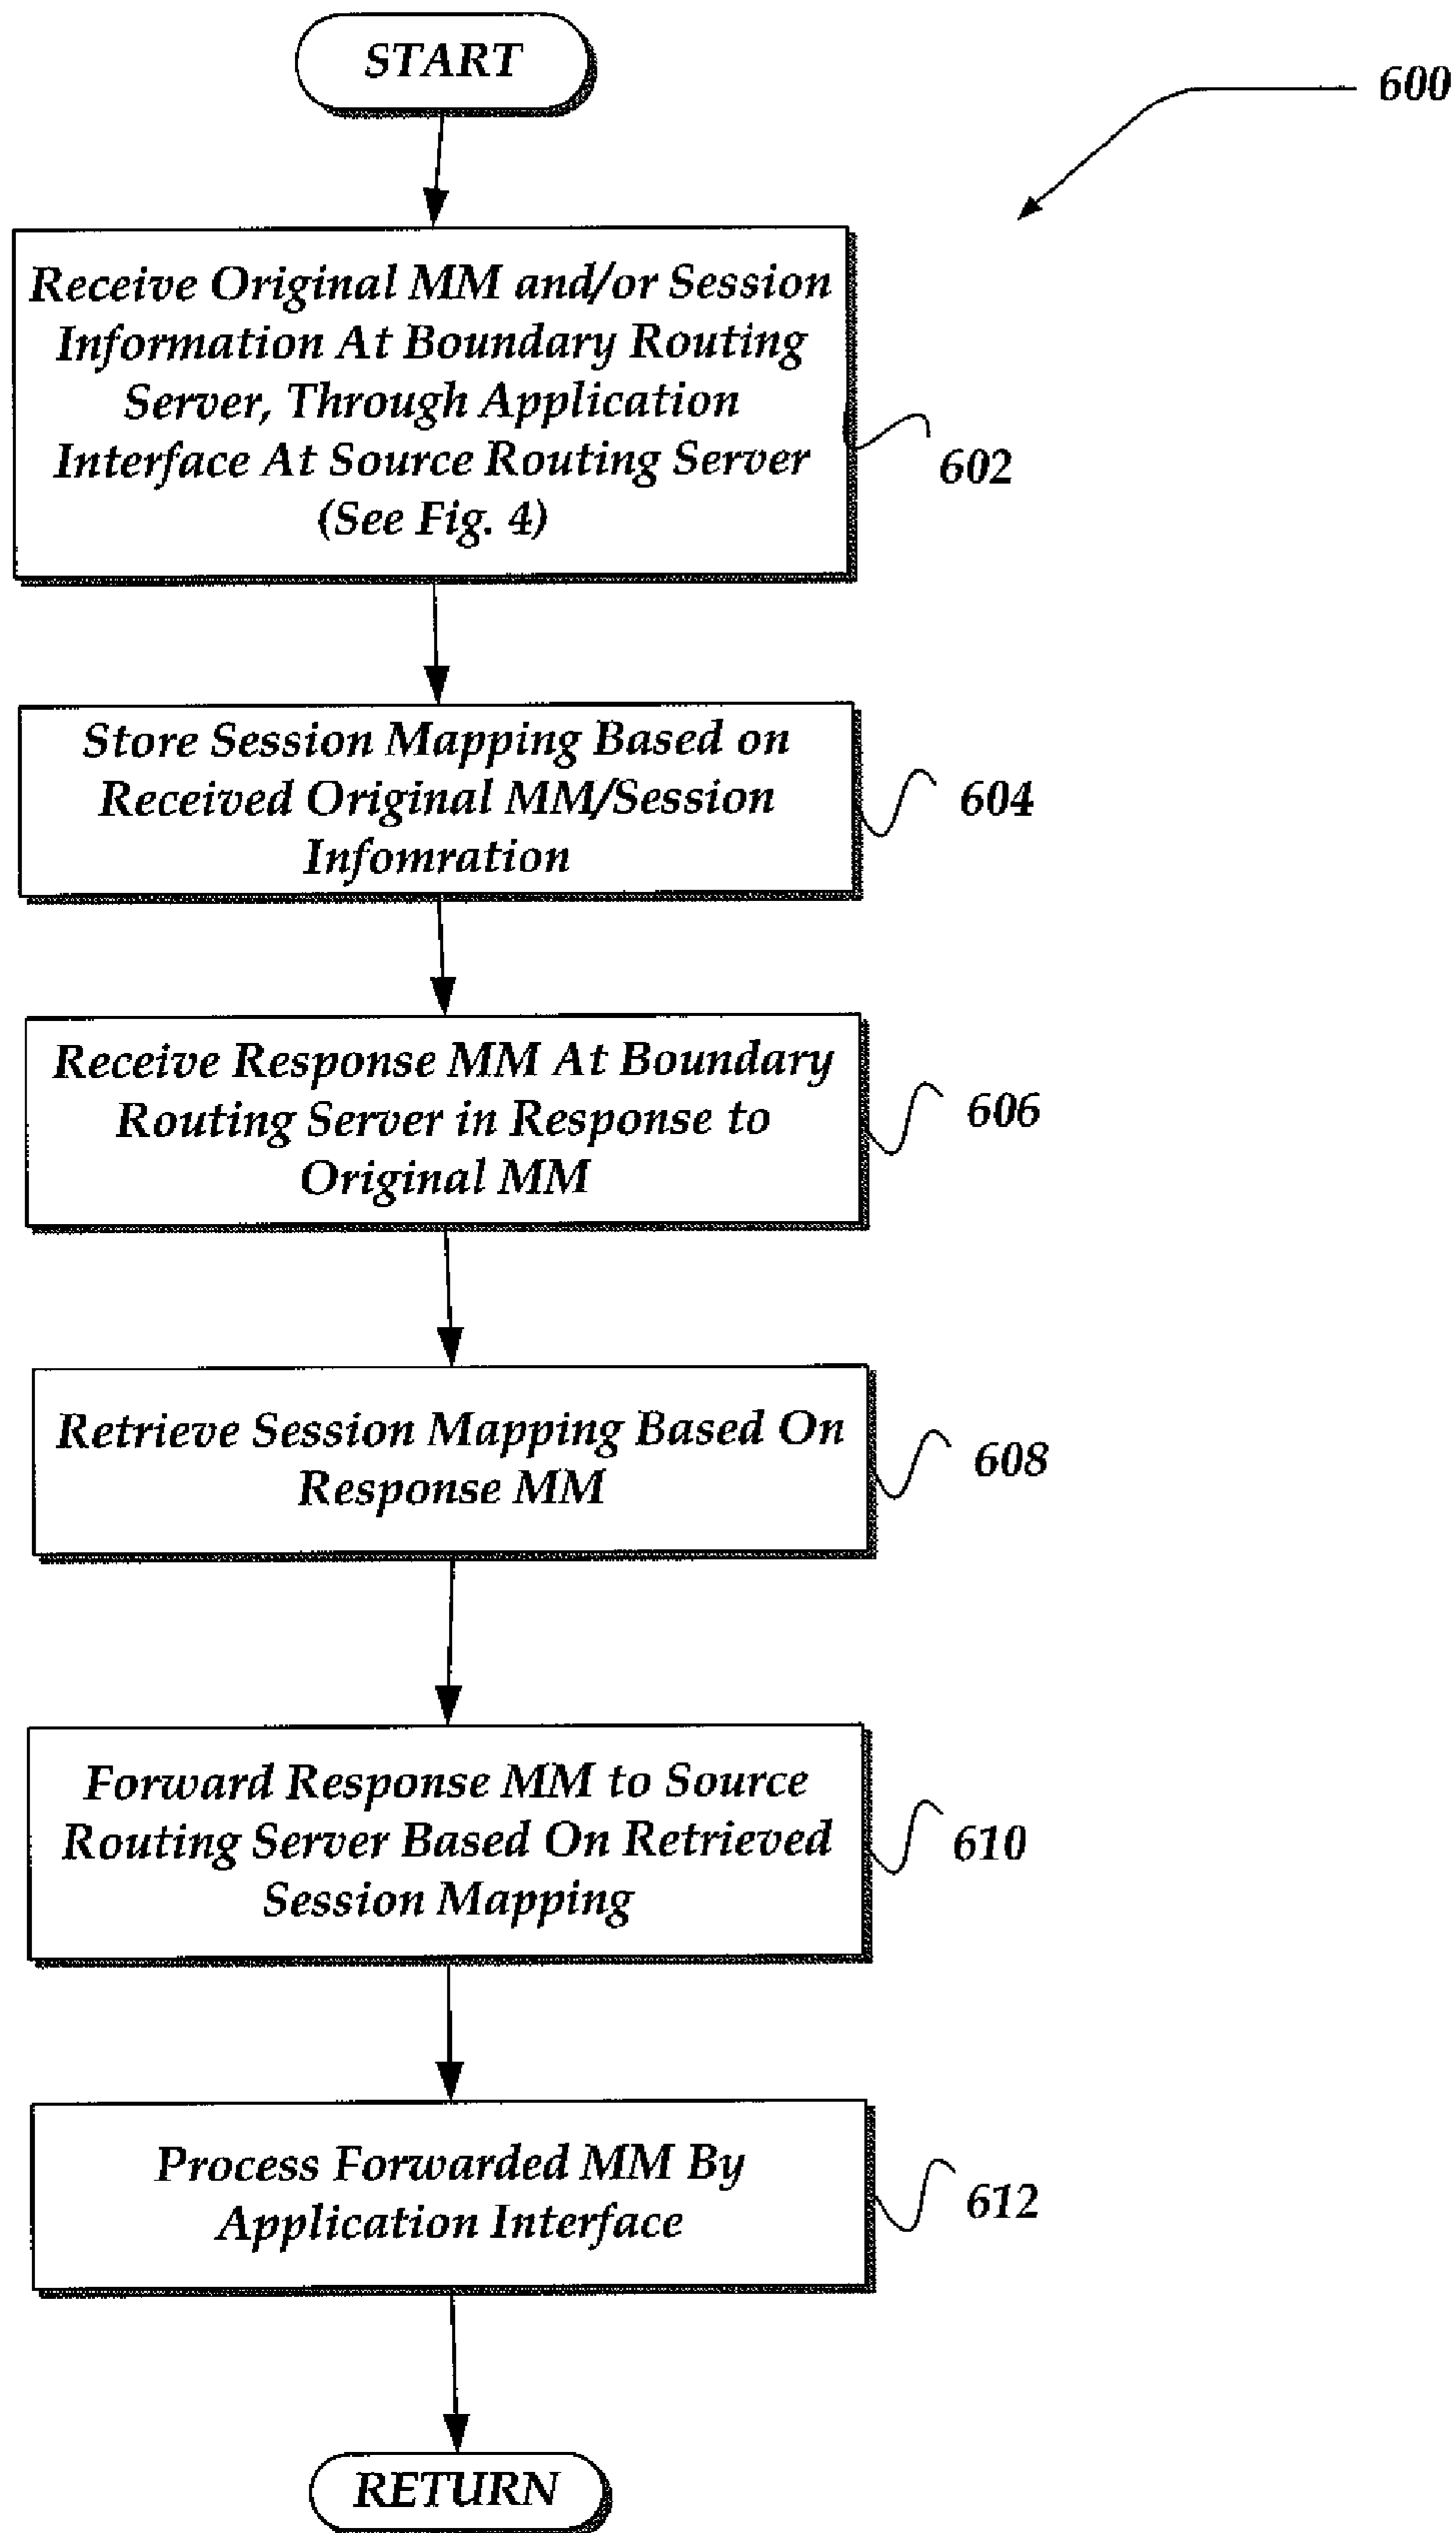 START
600
Receive Original MM and/or Session
Information At Boundary Routing
Server, Through Application
Interface At Source Routing Server
(See Fig. 4)
602
Store Session Mapping Based on
Received Original MM/Session
Infomration
604
Receive Response MM At Boundary
Routing Server in Response to
Original MM
606
Retrieve Session Mapping Based On
Response MM
608
Forward Response MM to Source
Routing Server Based On Retrieved
Session Mapping
610
Process Forwarded MM By
Application Interface
612
RETURN